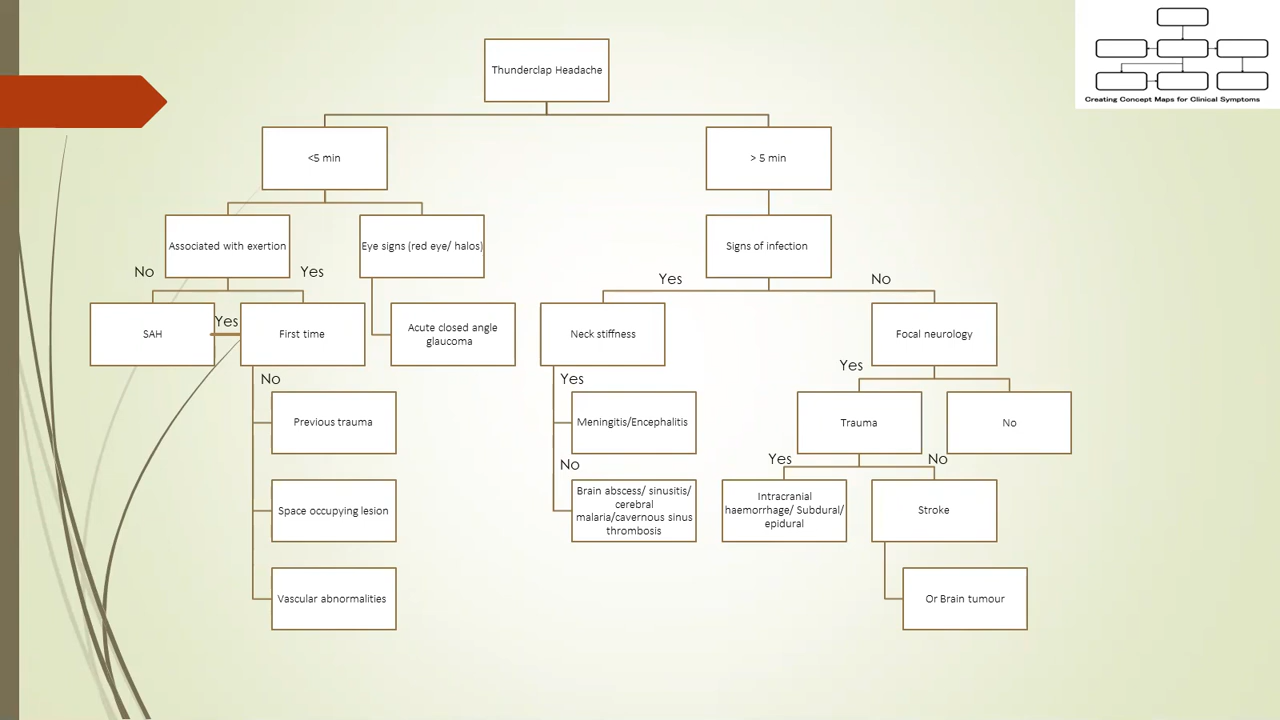 Creating Concept Maps for Clinical Symptoms
Thunderclap Headache
<5 min
> 5 min
Associated with exertion
Eye signs (red eye/ halos)
Signs of infection
No
Yes
Yes
No
SAH
Yes
First time
Acute closed angle
glaucoma
Neck stiffness
Focal neurology
No
Yes
Yes
Previous trauma
Meningitis/Encephalitis
Trauma
No
No
Yes
No
Space occupying lesion
Brain abscess/ sinusitis/
cerebral
malaria/cavernous sinus
thrombosis
Intracranial
haemorrhage/ Subdural/
epidural
Stroke
Vascular abnormalities
Or Brain tumour